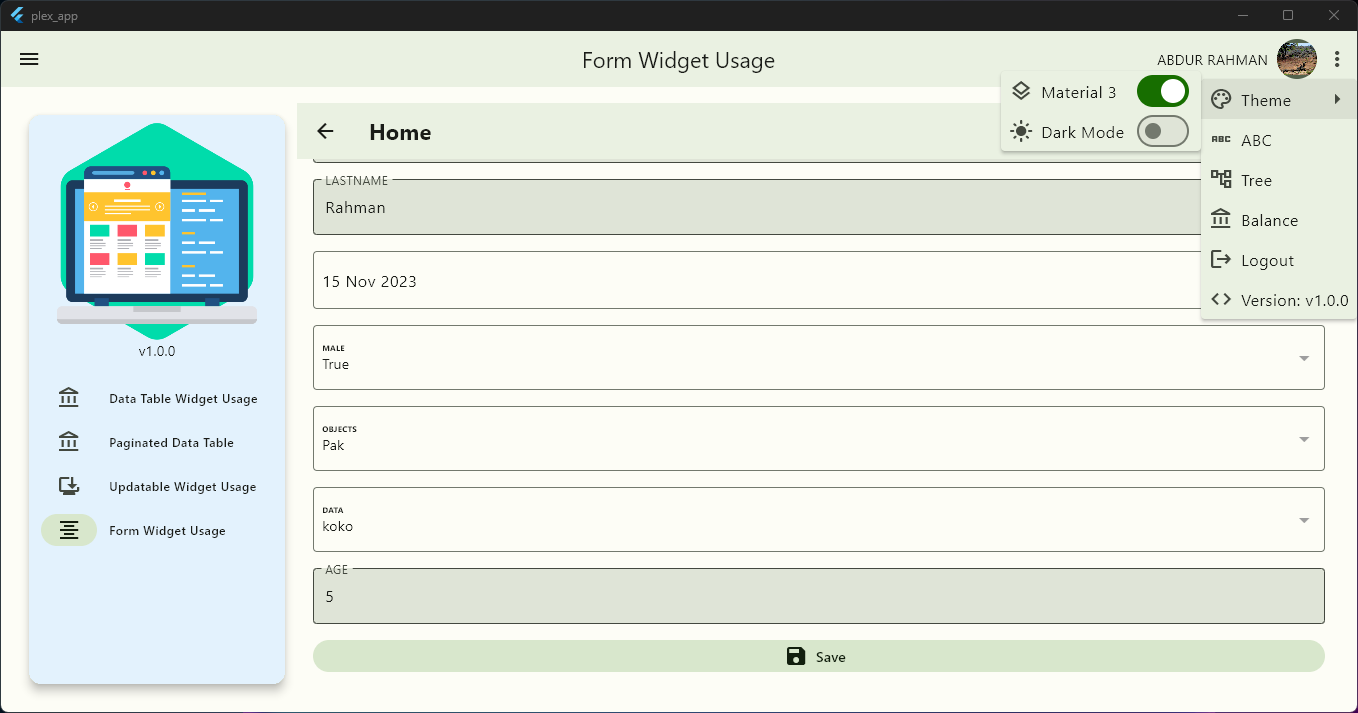 plex_app
Form Widget Usage
ABDUR RAHMAN
Material 3
Dark Mode
Theme
ABC
ABC
Tree
Balance
Logout
Version: v1.0.0
v1.0.0
Data Table Widget Usage
Paginated Data Table
Updatable Widget Usage
Form Widget Usage
Home
LASTNAME
Rahman
15 Nov 2023
MALE
True
OBJECTS
Pak
DATA
koko
AGE
5
Save